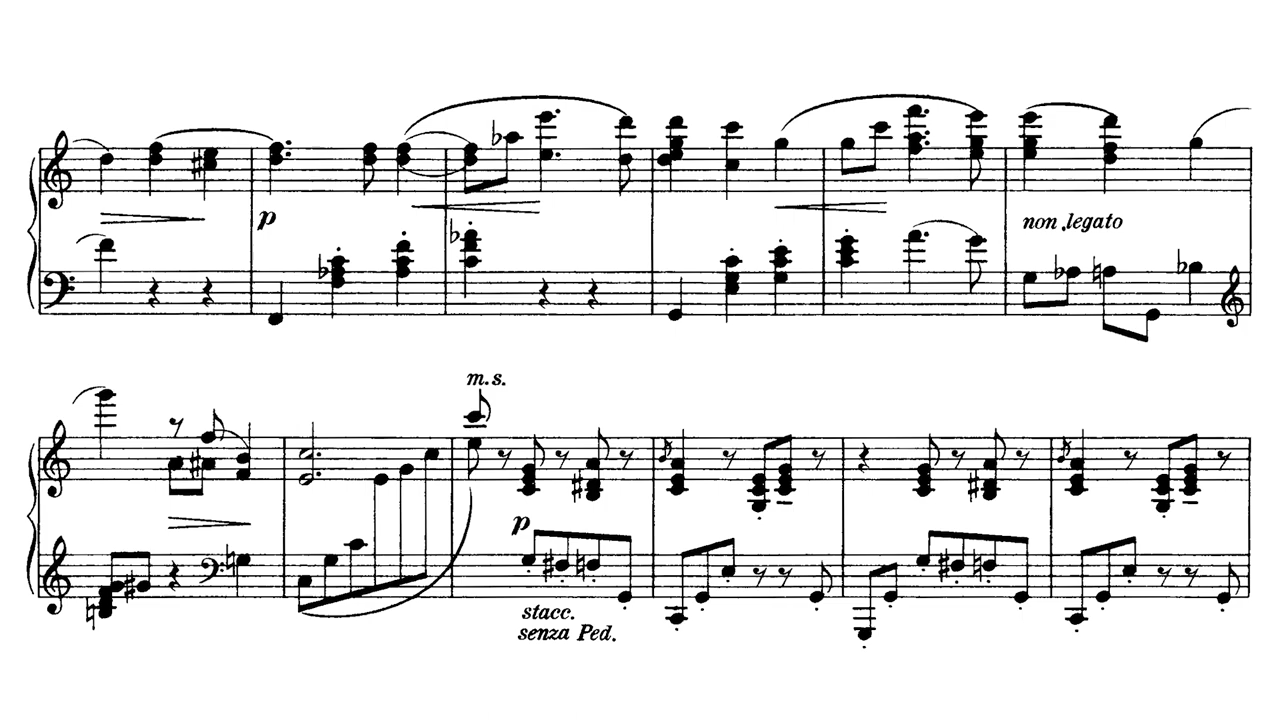 p
non legato
m.s.
p
stacc.
senza Ped.